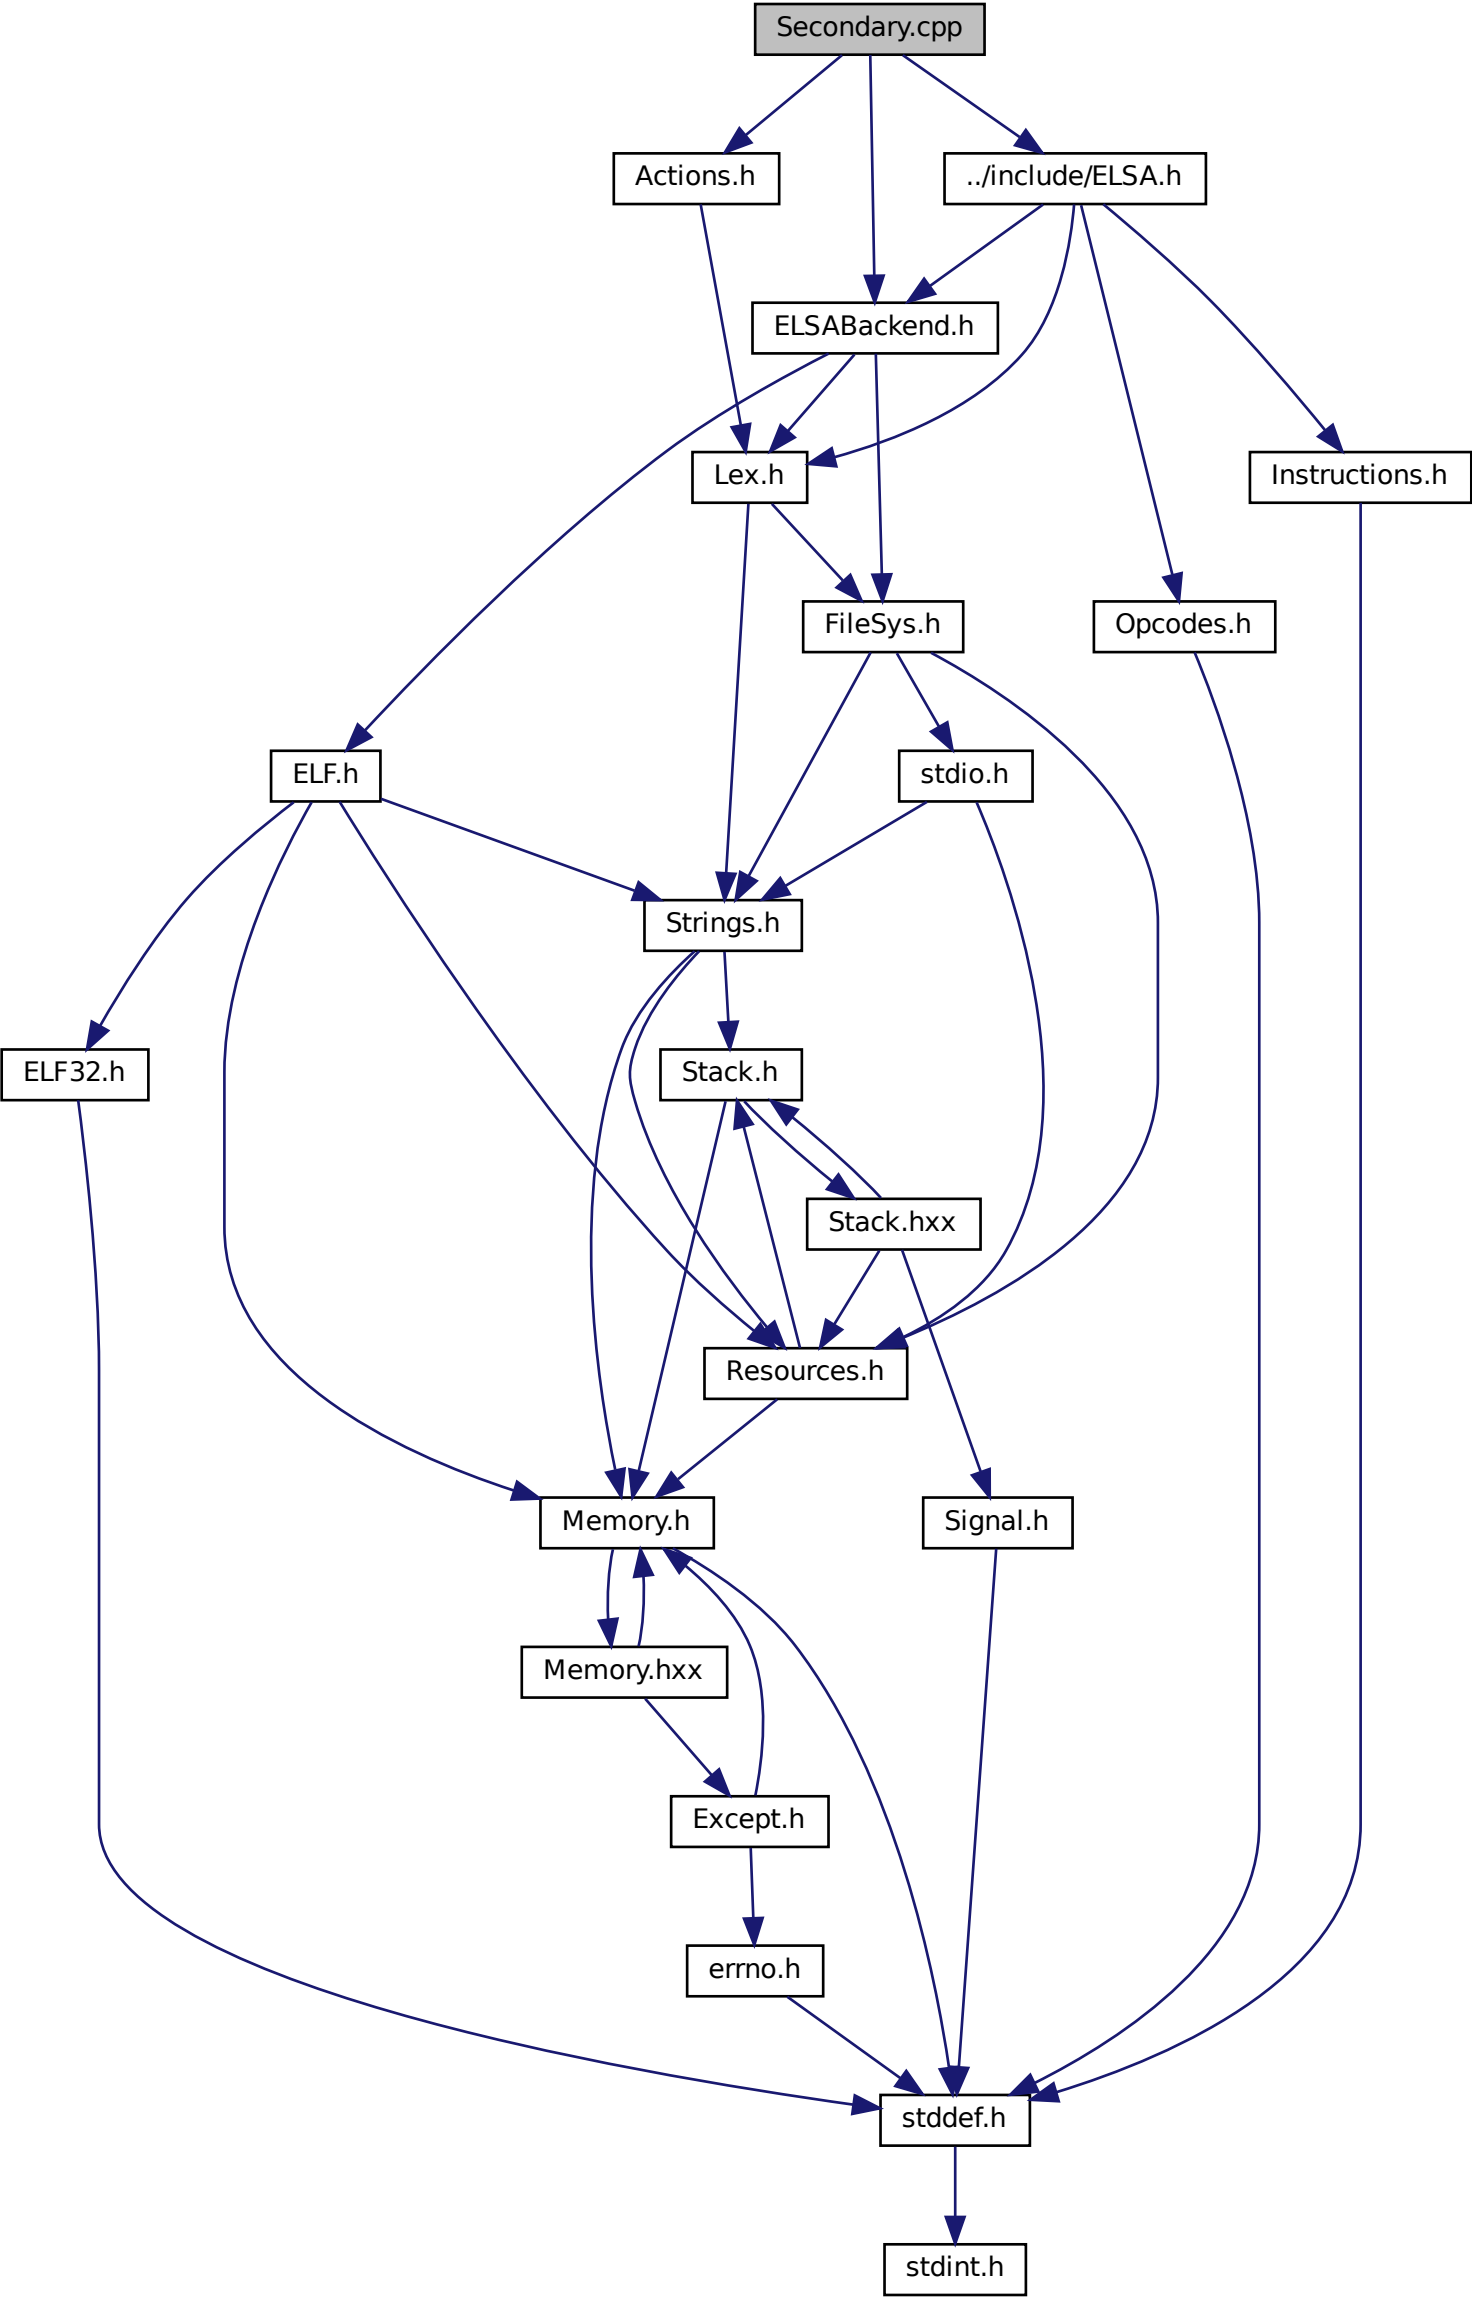 Secondary.cpp
Actions.h
../include/ELSA.h
ELSABackend.h
Lex.h
Instructions.h
FileSys.h
Opcodes.h
ELF.h
stdio.h
Strings.h
ELF32.h
Stack.h
Stack.hxx
Resources.h
Memory.h
Signal.h
Memory.hxx
Except.h
errno.h
stddef.h
stdint.h